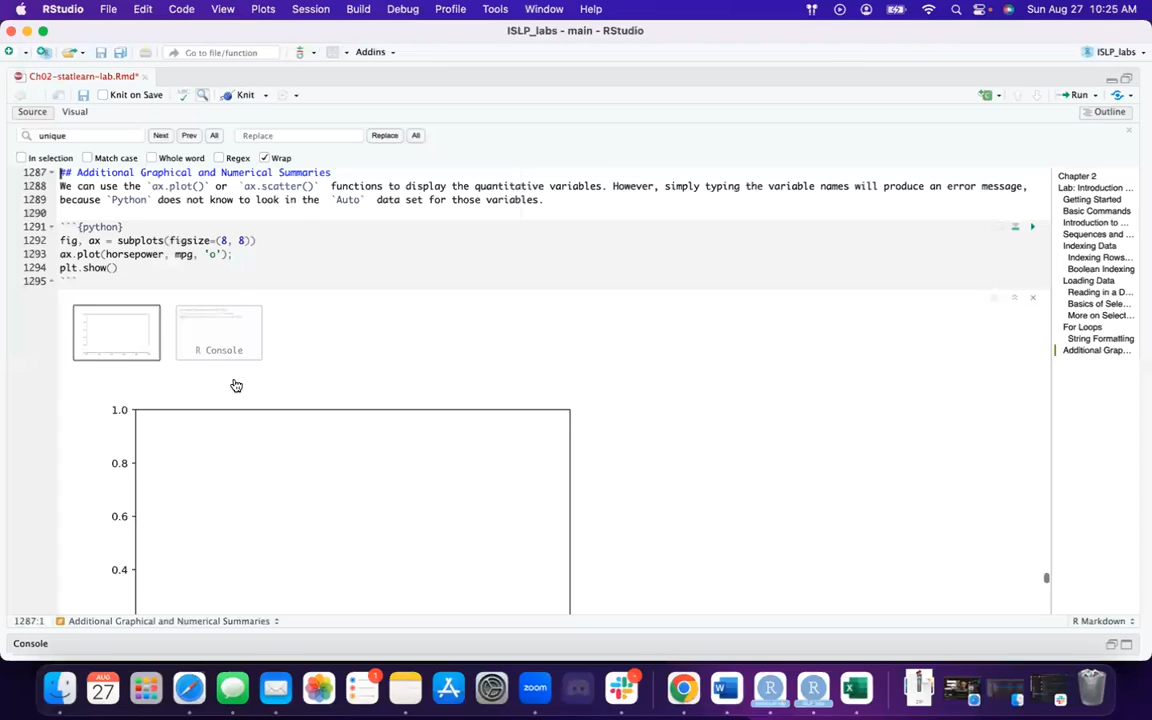 RStudio File Edit Code View Plots Session Build Debug Profile Tools Window Help Sun Aug 27 10:25 AM
ISLP_labs - main - RStudio
Go to file/function Addins ISLP_labs
Ch02-statlearn-lab.Rmd*
Knit on Save Knit Run
Source Visual Outline
unique Next Prev All Replace Replace All
In selection Match case Whole word Regex Wrap
1287 ## Additional Graphical and Numerical Summaries
1288 We can use the `ax.plot()` or `ax.scatter()` functions to display the quantitative variables. However, simply typing the variable names will produce an error message,
1289 because `Python` does not know to look in the `Auto` data set for those variables.
1290
1291 ```{python}
1292 fig, ax = subplots(figsize=(8, 8))
1293 ax.plot(horsepower, mpg, 'o');
1294 plt.show()
1295 ```
Chapter 2
Lab: Introduction ...
Getting Started
Basic Commands
Introduction to ...
Sequences and ...
Indexing Data
Indexing Rows...
Boolean Indexing
Loading Data
Reading in a D...
Basics of Sele...
More on Select...
For Loops
String Formatting
Additional Grap...
R Console
1.0
0.8
0.6
0.4
1287:1 Additional Graphical and Numerical Summaries R Markdown
Console
1
AUG
27
zoom